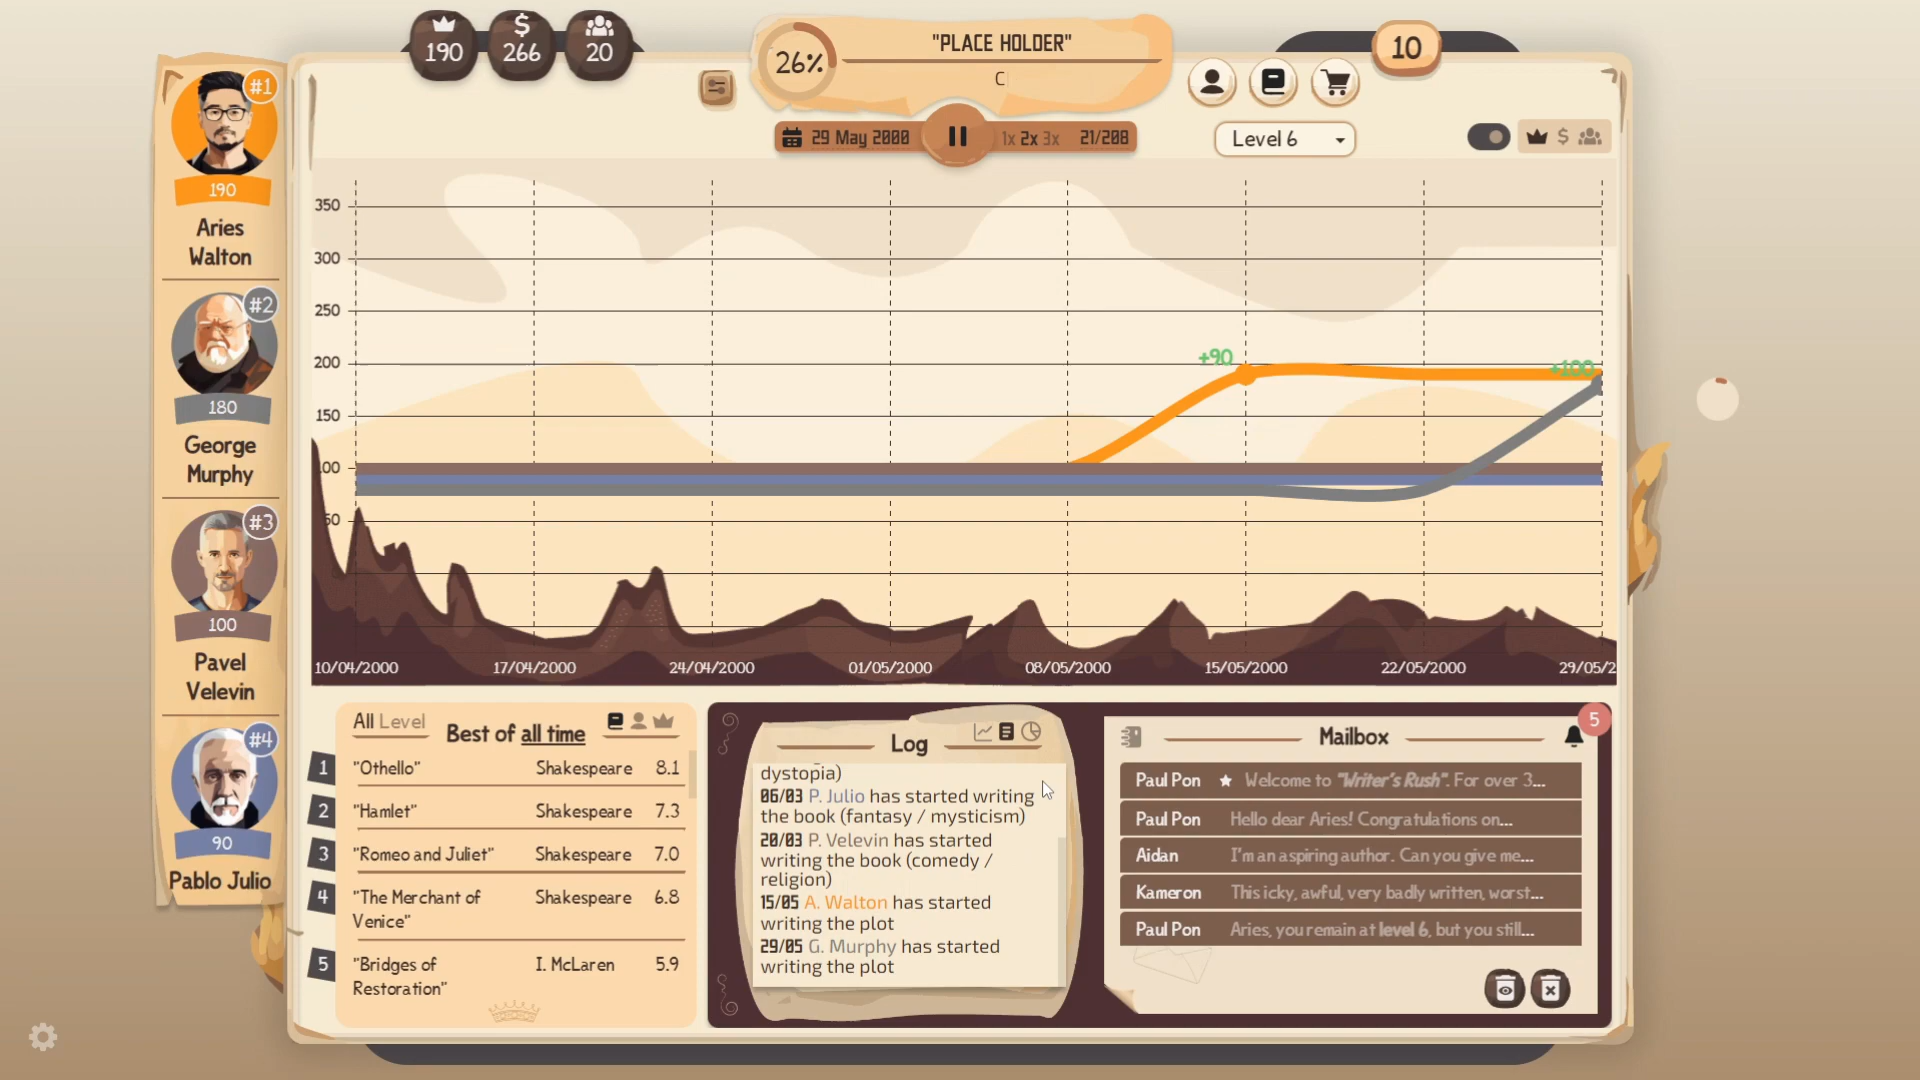 190
266
20
26%
"PLACE HOLDER"
C
10
29 May 2000
1x 2x 3x
21/208
Level 6
$
#1
190
Aries
Walton
#2
180
George
Murphy
#3
100
Pavel
Velevin
#4
90
Pablo Julio
350
300
250
200
150
50
+90
+100
10/04/2000
17/04/2000
24/04/2000
01/05/2000
08/05/2000
15/05/2000
22/05/2000
29/05/2
All Level
Best of all time
1 "Othello" Shakespeare 8.1
2 "Hamlet" Shakespeare 7.3
3 "Romeo and Juliet" Shakespeare 7.0
4 "The Merchant of Shakespeare 6.8
Venice"
5 "Bridges of I. McLaren 5.9
Restoration"
Log
dystopia)
06/03 P. Julio has started writing
the book (fantasy / mysticism)
20/03 P. Velevin has started
writing the book (comedy /
religion)
15/05 A. Walton has started
writing the plot
29/05 G. Murphy has started
writing the plot
Mailbox
5
Paul Pon Welcome to "Writer's Rush". For over 3...
Paul Pon Hello dear Aries! Congratulations on...
Aidan I'm an aspiring author. Can you give me...
Kameron This icky, awful, very badly written, worst...
Paul Pon Aries, you remain at level 6, but you still...